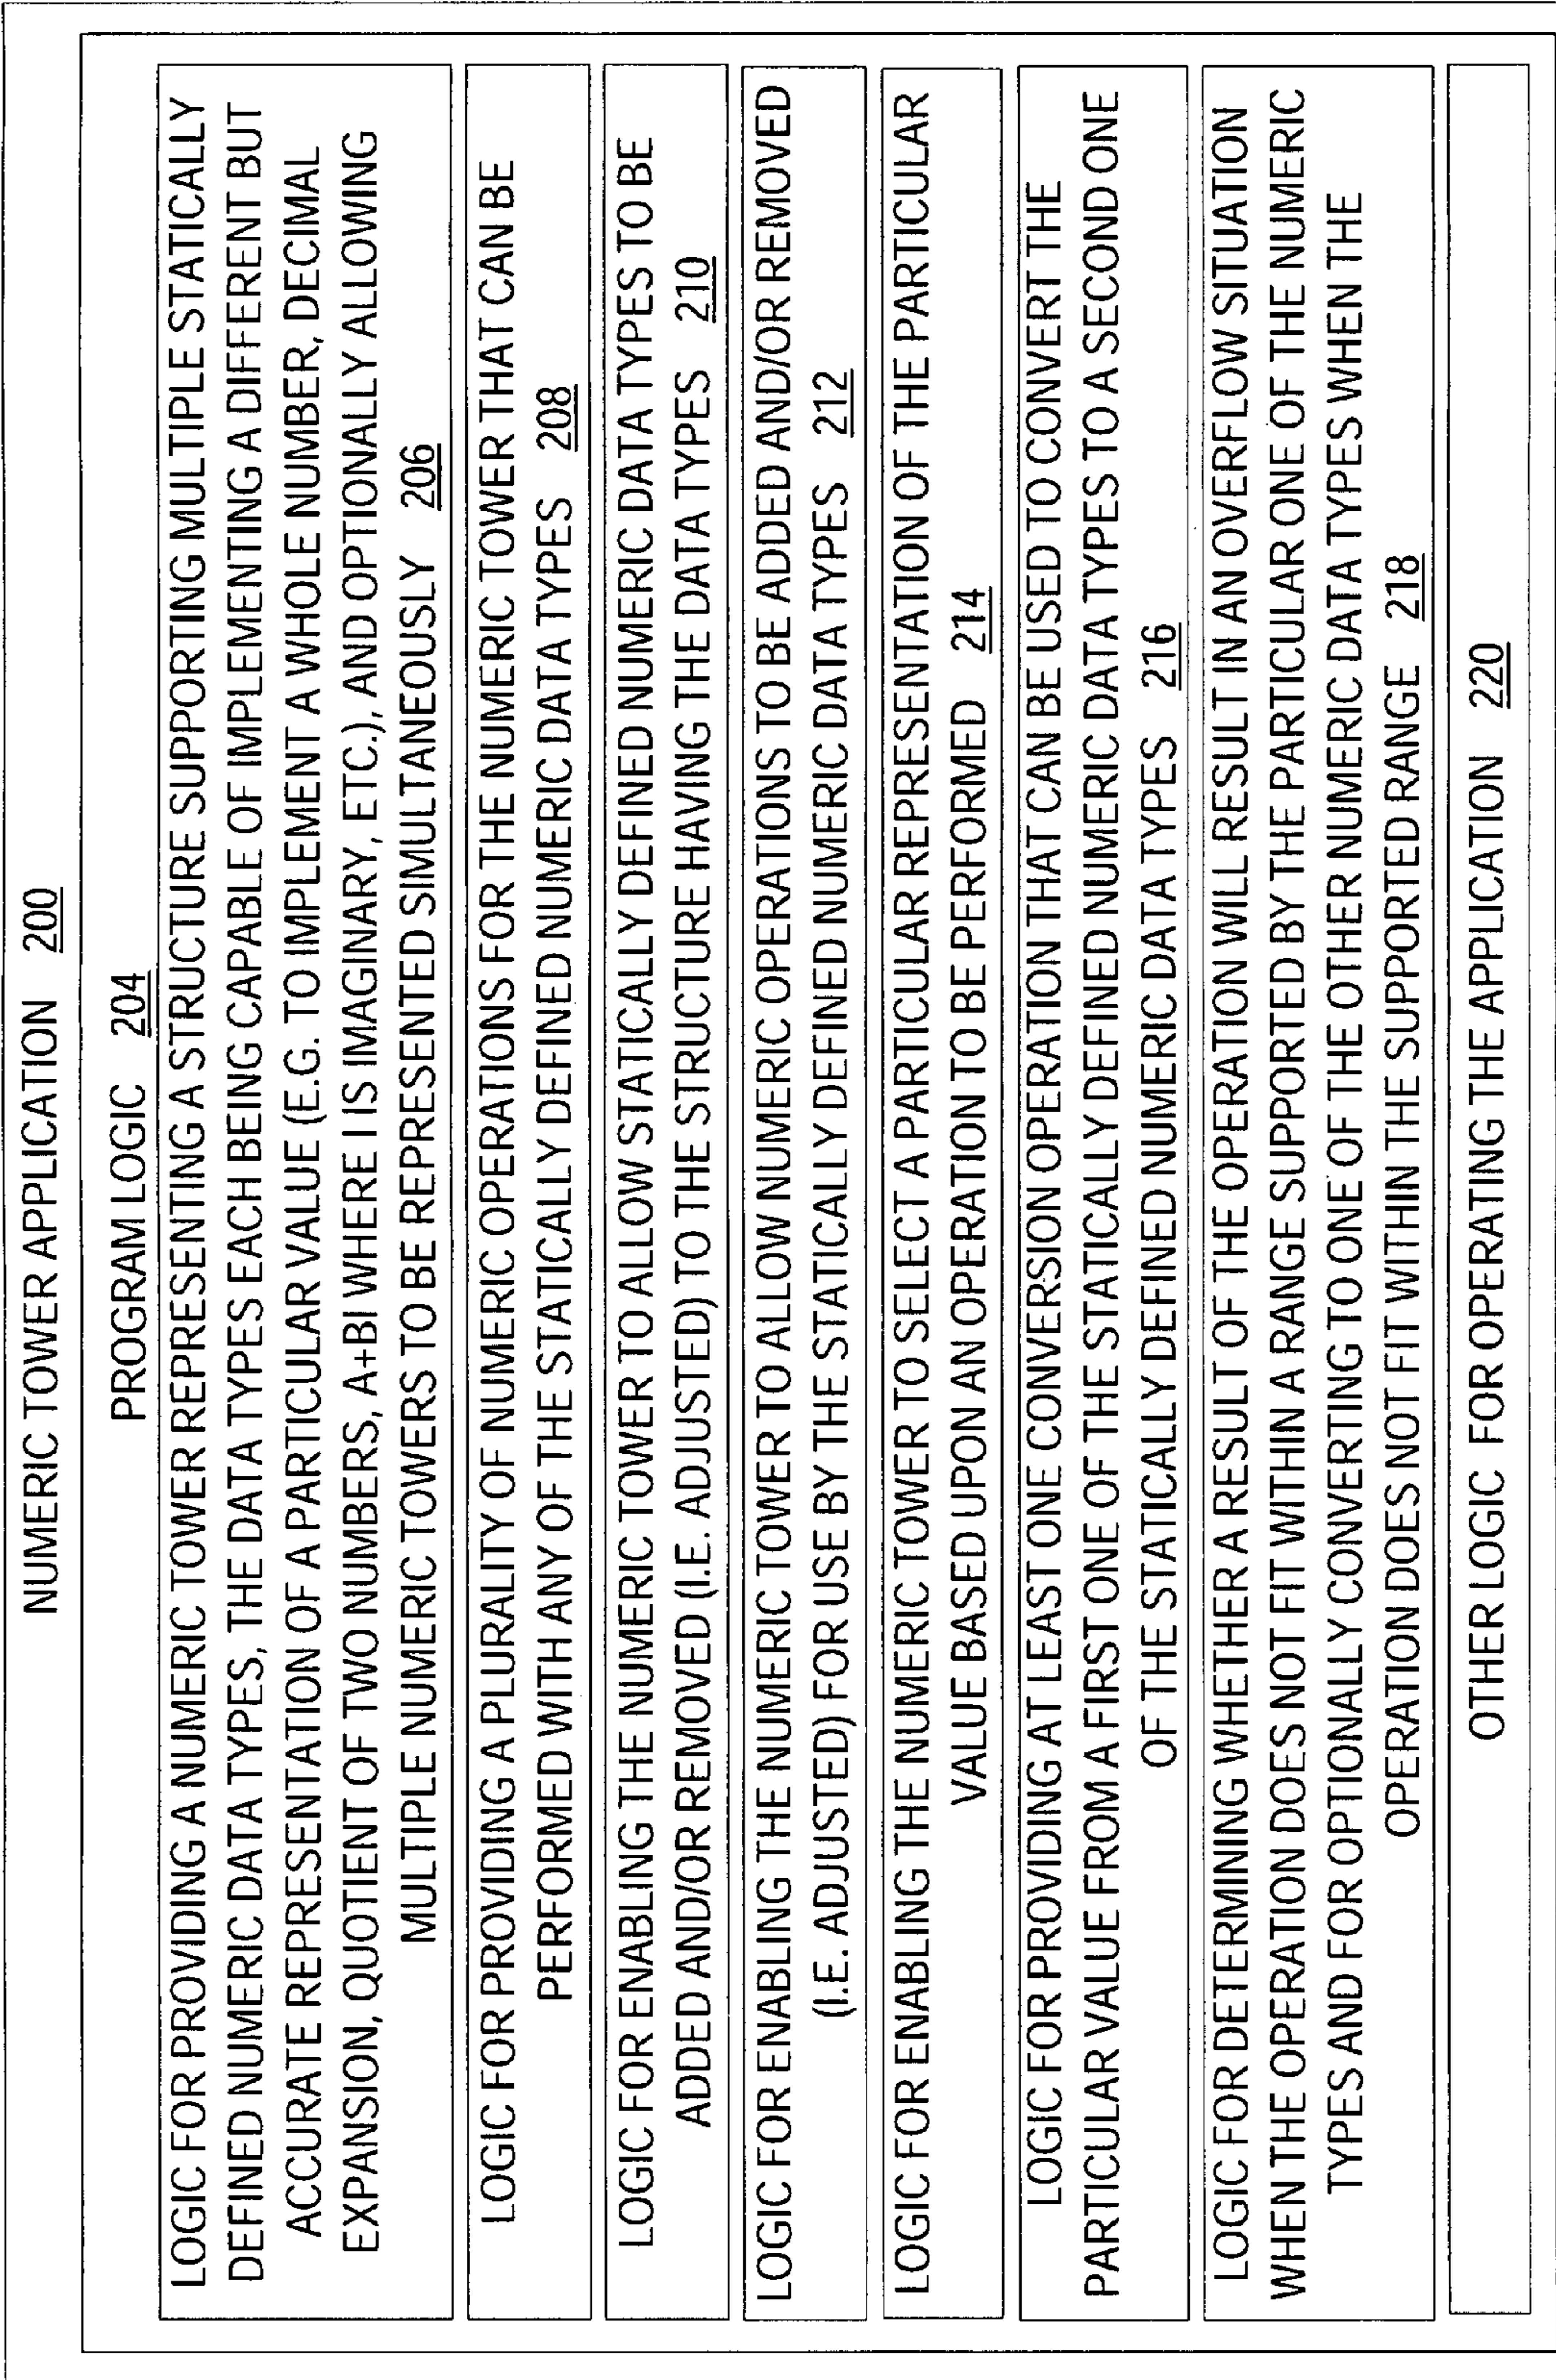 NUMERIC TOWER APPLICATION 200
PROGRAM LOGIC 204
LOGIC FOR PROVIDING A NUMERIC TOWER REPRESENTING A STRUCTURE SUPPORTING MULTIPLE STATICALLY
DEFINED NUMERIC DATA TYPES, THE DATA TYPES EACH BEING CAPABLE OF IMPLEMENTING A DIFFERENT BUT
ACCURATE REPRESENTATION OF A PARTICULAR VALUE (E.G. TO IMPLEMENT A WHOLE NUMBER, DECIMAL
EXPANSION, QUOTIENT OF TWO NUMBERS, A+BI WHERE I IS IMAGINARY, ETC.), AND OPTIONALLY ALLOWING
MULTIPLE NUMERIC TOWERS TO BE REPRESENTED SIMULTANEOUSLY 206
LOGIC FOR PROVIDING A PLURALITY OF NUMERIC OPERATIONS FOR THE NUMERIC TOWER THAT CAN BE
PERFORMED WITH ANY OF THE STATICALLY DEFINED NUMERIC DATA TYPES 208
LOGIC FOR ENABLING THE NUMERIC TOWER TO ALLOW STATICALLY DEFINED NUMERIC DATA TYPES TO BE
ADDED AND/OR REMOVED (I.E. ADJUSTED) TO THE STRUCTURE HAVING THE DATA TYPES 210
LOGIC FOR ENABLING THE NUMERIC TOWER TO ALLOW NUMERIC OPERATIONS TO BE ADDED AND/OR REMOVED
(I.E. ADJUSTED) FOR USE BY THE STATICALLY DEFINED NUMERIC DATA TYPES 212
LOGIC FOR ENABLING THE NUMERIC TOWER TO SELECT A PARTICULAR REPRESENTATION OF THE PARTICULAR
VALUE BASED UPON AN OPERATION TO BE PERFORMED 214
LOGIC FOR PROVIDING AT LEAST ONE CONVERSION OPERATION THAT CAN BE USED TO CONVERT THE
PARTICULAR VALUE FROM A FIRST ONE OF THE STATICALLY DEFINED NUMERIC DATA TYPES TO A SECOND ONE
OF THE STATICALLY DEFINED NUMERIC DATA TYPES 216
LOGIC FOR DETERMINING WHETHER A RESULT OF THE OPERATION WILL RESULT IN AN OVERFLOW SITUATION
WHEN THE OPERATION DOES NOT FIT WITHIN A RANGE SUPPORTED BY THE PARTICULAR ONE OF THE NUMERIC
TYPES AND FOR OPTIONALLY CONVERTING TO ONE OF THE OTHER NUMERIC DATA TYPES WHEN THE
OPERATION DOES NOT FIT WITHIN THE SUPPORTED RANGE 218
OTHER LOGIC FOR OPERATING THE APPLICATION 220